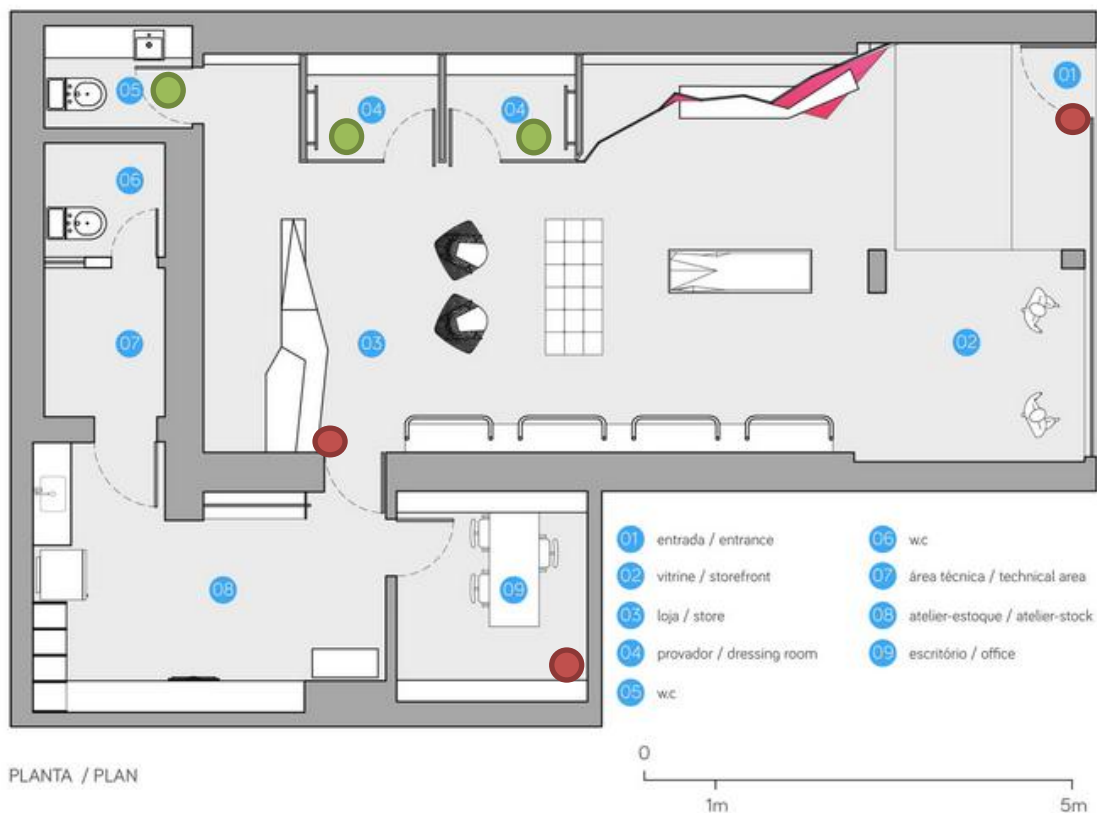 01
05
04
04
06
07
03
02
08
09
01 entrada / entrance
02 vitrine / storefront
03 loja / store
04 provador / dressing room
05 w.c
06 w.c
07 área técnica / technical area
08 atelier-estoque / atelier-stock
09 escritório / office
PLANTA / PLAN
0
1m
5m